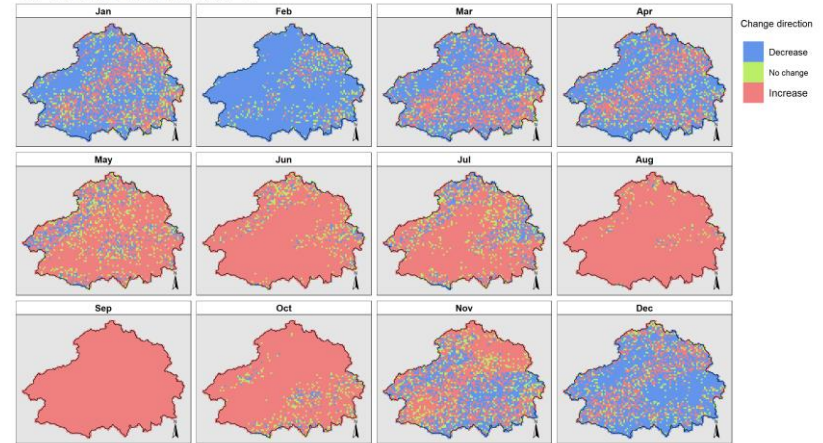 Jan
Feb
Mar
Apr
Change direction
Decrease
No change
Increase
May
Jun
Jul
Aug
Sep
Oct
Nov
Dec